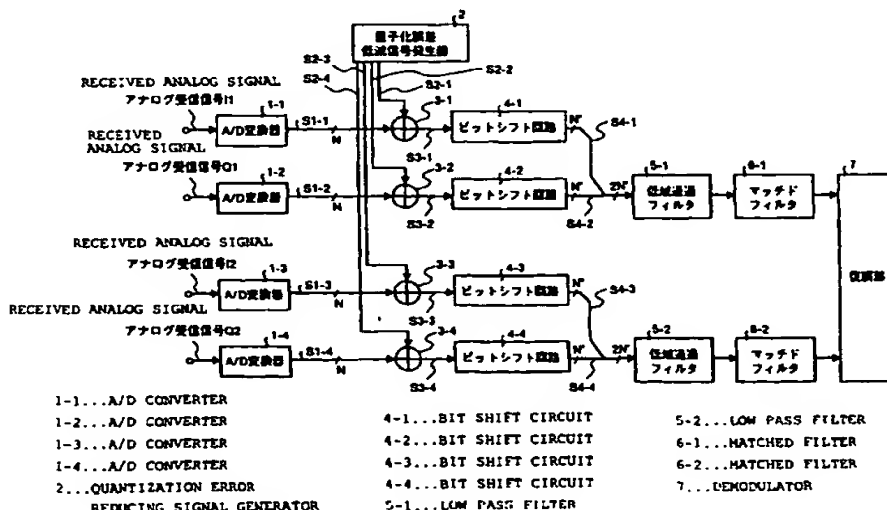 2
量子化誤差
低減信号発生器
S2-3
S2-4
S2-2
S2-1
RECEIVED ANALOG SIGNAL
アナログ受信信号I1
1-1
A/D変換器
S1-1
N
3-1
S3-1
4-1
ビットシフト回路
N'
S4-1
RECEIVED
ANALOG SIGNAL
アナログ受信信号Q1
1-2
A/D変換器
S1-2
N
3-2
S3-2
4-2
ビットシフト回路
N'
S4-2
2N'
5-1
低域通過
フィルタ
6-1
マッチド
フィルタ
7
復調器
RECEIVED ANALOG SIGNAL
アナログ受信信号I2
1-3
A/D変換器
S1-3
N
3-3
S3-3
4-3
ビットシフト回路
N'
S4-3
RECEIVED ANALOG SIGNAL
アナログ受信信号Q2
1-4
A/D変換器
S1-4
N
3-4
S3-4
4-4
ビットシフト回路
N'
S4-4
2N'
5-2
低域通過
フィルタ
6-2
マッチド
フィルタ
1-1...A/D CONVERTER
1-2...A/D CONVERTER
1-3...A/D CONVERTER
1-4...A/D CONVERTER
2...QUANTIZATION ERROR
REDUCING SIGNAL GENERATOR
4-1...BIT SHIFT CIRCUIT
4-2...BIT SHIFT CIRCUIT
4-3...BIT SHIFT CIRCUIT
4-4...BIT SHIFT CIRCUIT
5-1...LOW PASS FILTER
5-2...LOW PASS FILTER
6-1...MATCHED FILTER
6-2...MATCHED FILTER
7...DEMODULATOR